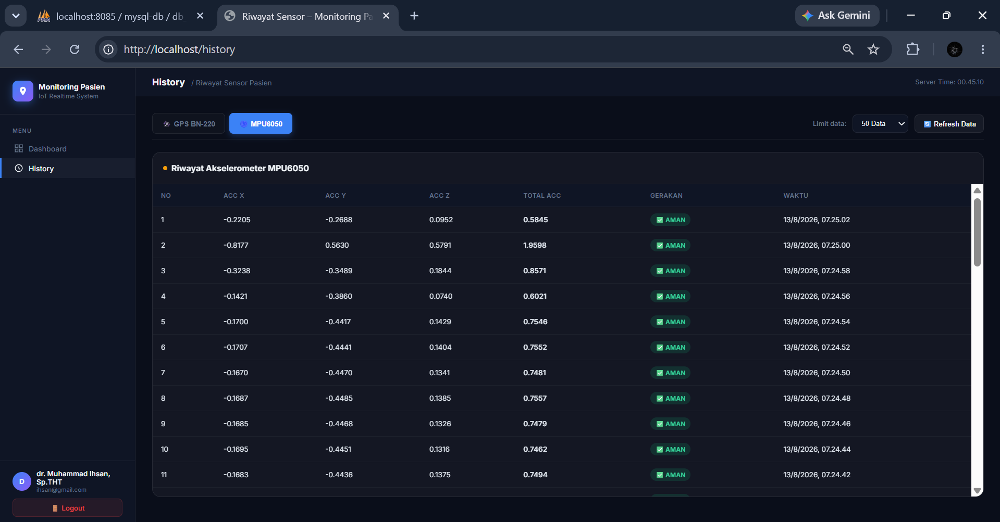 localhost:8085 / mysql-db / db_
Riwayat Sensor – Monitoring Pa
Ask Gemini
http://localhost/history
Monitoring Pasien
IoT Realtime System
MENU
Dashboard
History
dr. Muhammad Ihsan,
Sp.THT
ihsan@gmail.com
D
Logout
History / Riwayat Sensor Pasien
Server Time: 00.45.10
GPS BN-220
MPU6050
Limit data:
50 Data
Refresh Data
Riwayat Akselerometer MPU6050
NO ACC X ACC Y ACC Z TOTAL ACC GERAKAN WAKTU
1 -0.2205 -0.2688 0.0952 0.5845 AMAN 13/8/2026, 07.25.02
2 -0.8177 0.5630 0.5791 1.9598 AMAN 13/8/2026, 07.25.00
3 -0.3238 -0.3489 0.1844 0.8571 AMAN 13/8/2026, 07.24.58
4 -0.1421 -0.3860 0.0740 0.6021 AMAN 13/8/2026, 07.24.56
5 -0.1700 -0.4417 0.1429 0.7546 AMAN 13/8/2026, 07.24.54
6 -0.1707 -0.4441 0.1404 0.7552 AMAN 13/8/2026, 07.24.52
7 -0.1670 -0.4470 0.1341 0.7481 AMAN 13/8/2026, 07.24.50
8 -0.1687 -0.4485 0.1385 0.7557 AMAN 13/8/2026, 07.24.48
9 -0.1685 -0.4468 0.1326 0.7479 AMAN 13/8/2026, 07.24.46
10 -0.1695 -0.4451 0.1316 0.7462 AMAN 13/8/2026, 07.24.44
11 -0.1683 -0.4436 0.1375 0.7494 AMAN 13/8/2026, 07.24.42